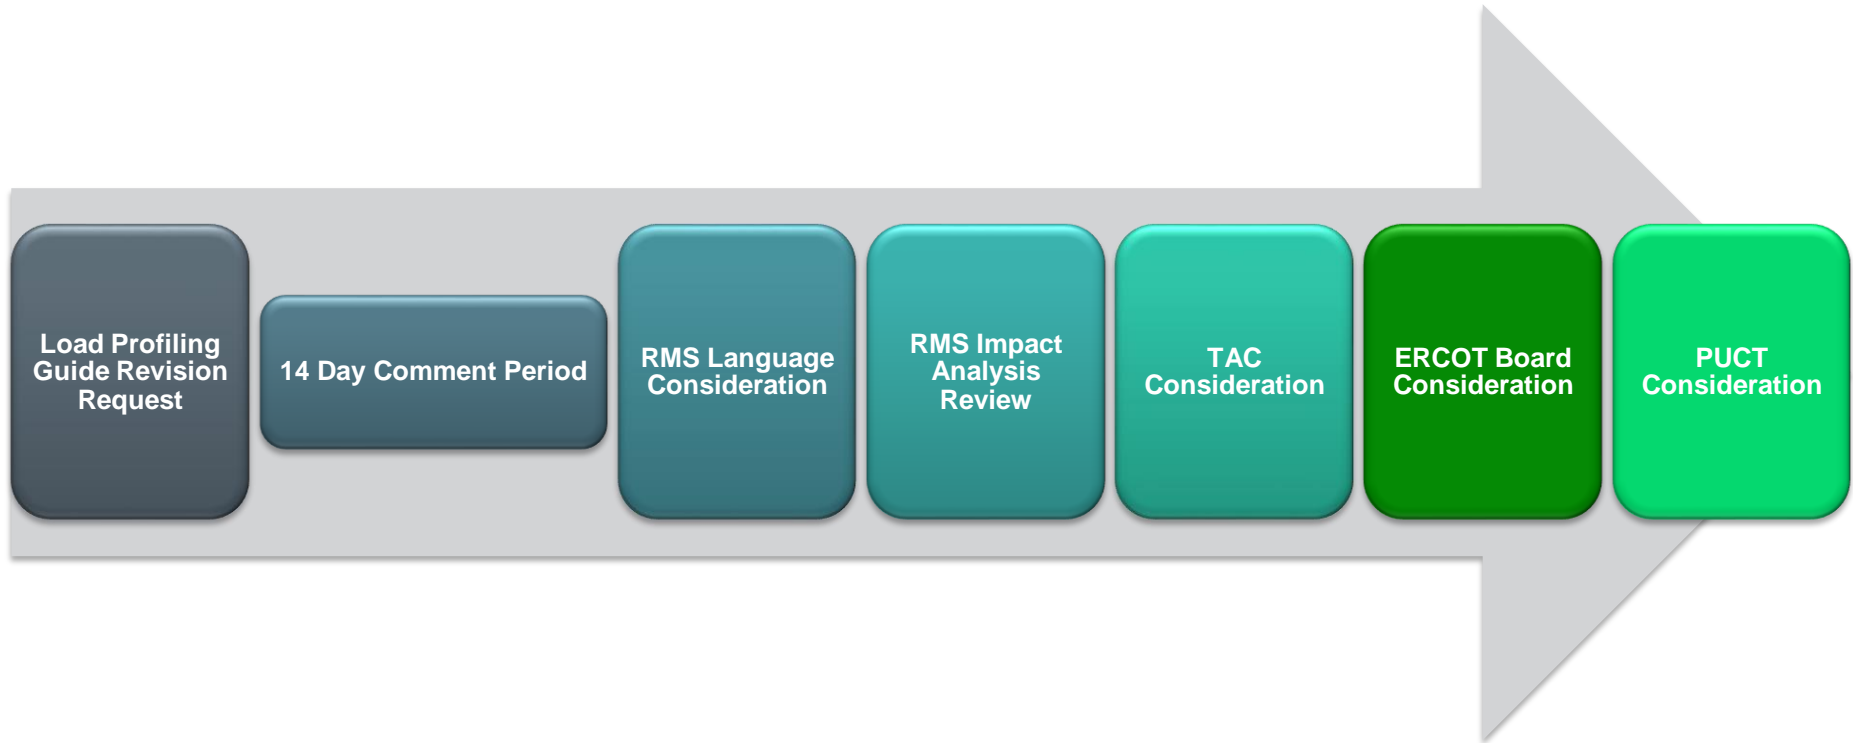 Load Profiling
Guide Revision
Request
14 Day Comment Period
RMS Language
Consideration
RMS Impact
Analysis
Review
TAC
Consideration
ERCOT Board
Consideration
PUCT
Consideration